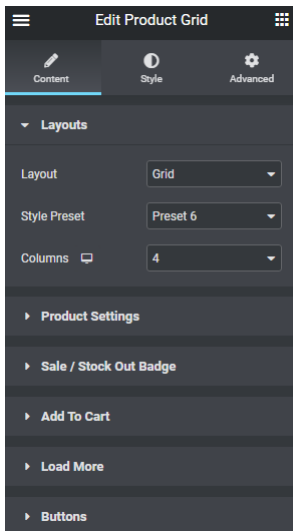 Edit Product Grid
Content Style Advanced
Layouts
Layout Grid
Style Preset Preset 6
Columns 4
Product Settings
Sale / Stock Out Badge
Add To Cart
Load More
Buttons